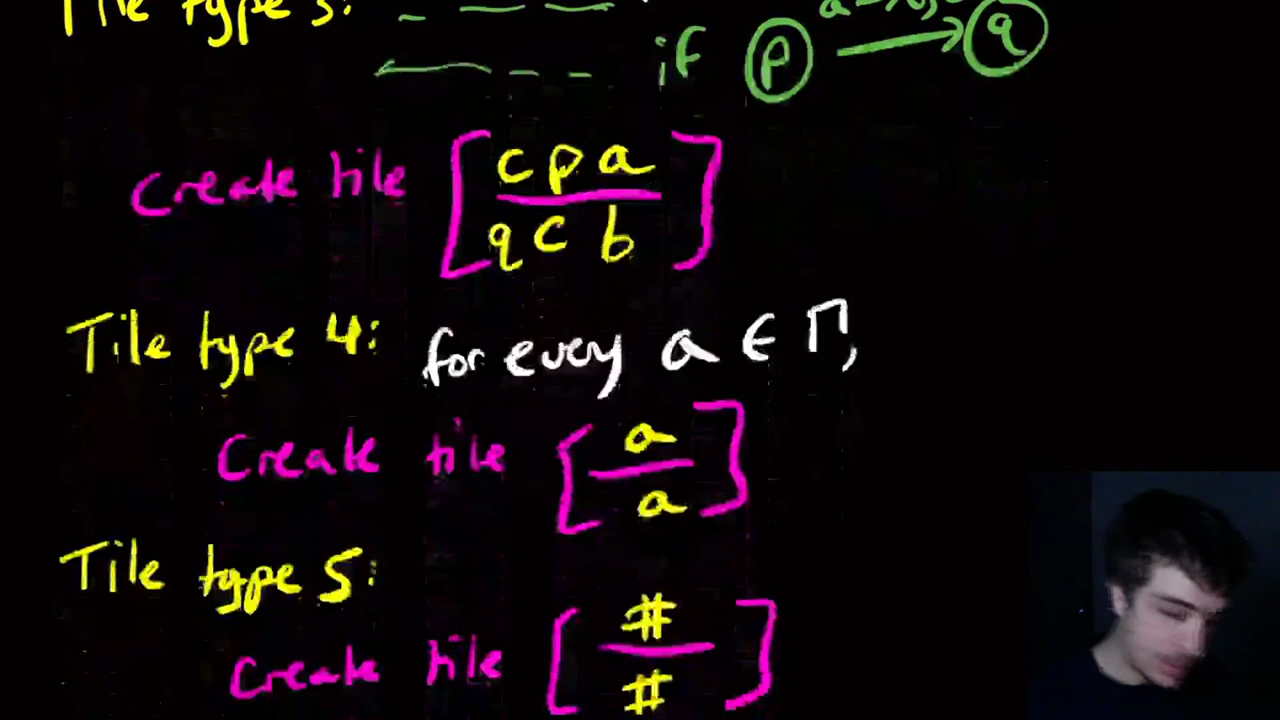 Tile type 3:
if p q
Create tile [ c p a
q c b ]
Tile type 4: for every a ∈ Γ,
Create tile [ a
a ]
Tile type 5:
Create tile [ #
# ]